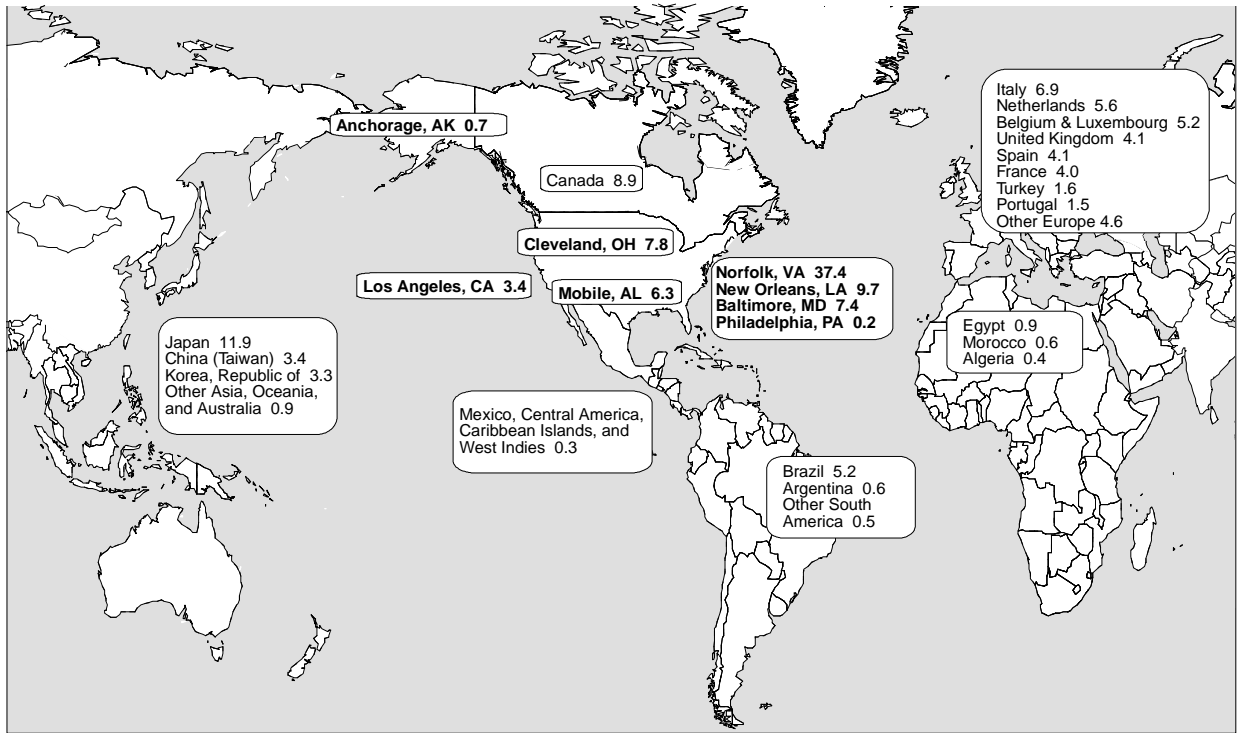 Italy 6.9
Netherlands 5.6
Belgium & Luxembourg 5.2
United Kingdom 4.1
Spain 4.1
France 4.0
Turkey 1.6
Portugal 1.5
Other Europe 4.6
Anchorage, AK 0.7
Canada 8.9
Cleveland, OH 7.8
Los Angeles, CA 3.4
Mobile, AL 6.3
Norfolk, VA 37.4
New Orleans, LA 9.7
Baltimore, MD 7.4
Philadelphia, PA 0.2
Egypt 0.9
Morocco 0.6
Algeria 0.4
Japan 11.9
China (Taiwan) 3.4
Korea, Republic of 3.3
Other Asia, Oceania,
and Australia 0.9
Mexico, Central America,
Caribbean Islands, and
West Indies 0.3
Brazil 5.2
Argentina 0.6
Other South
America 0.5